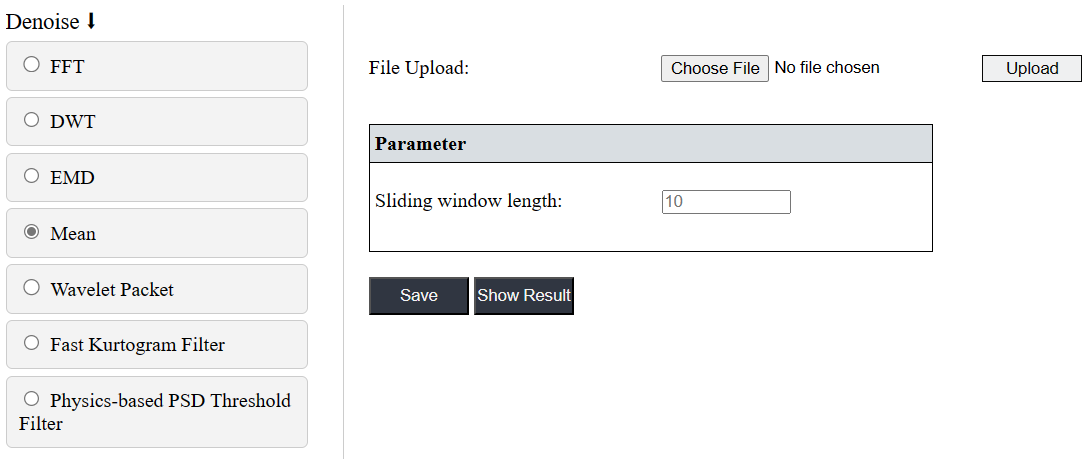 Denoise ⬇
FFT
DWT
EMD
Mean
Wavelet Packet
Fast Kurtogram Filter
Physics-based PSD Threshold
Filter
File Upload: Choose File No file chosen Upload
Parameter
Sliding window length: 10
Save Show Result